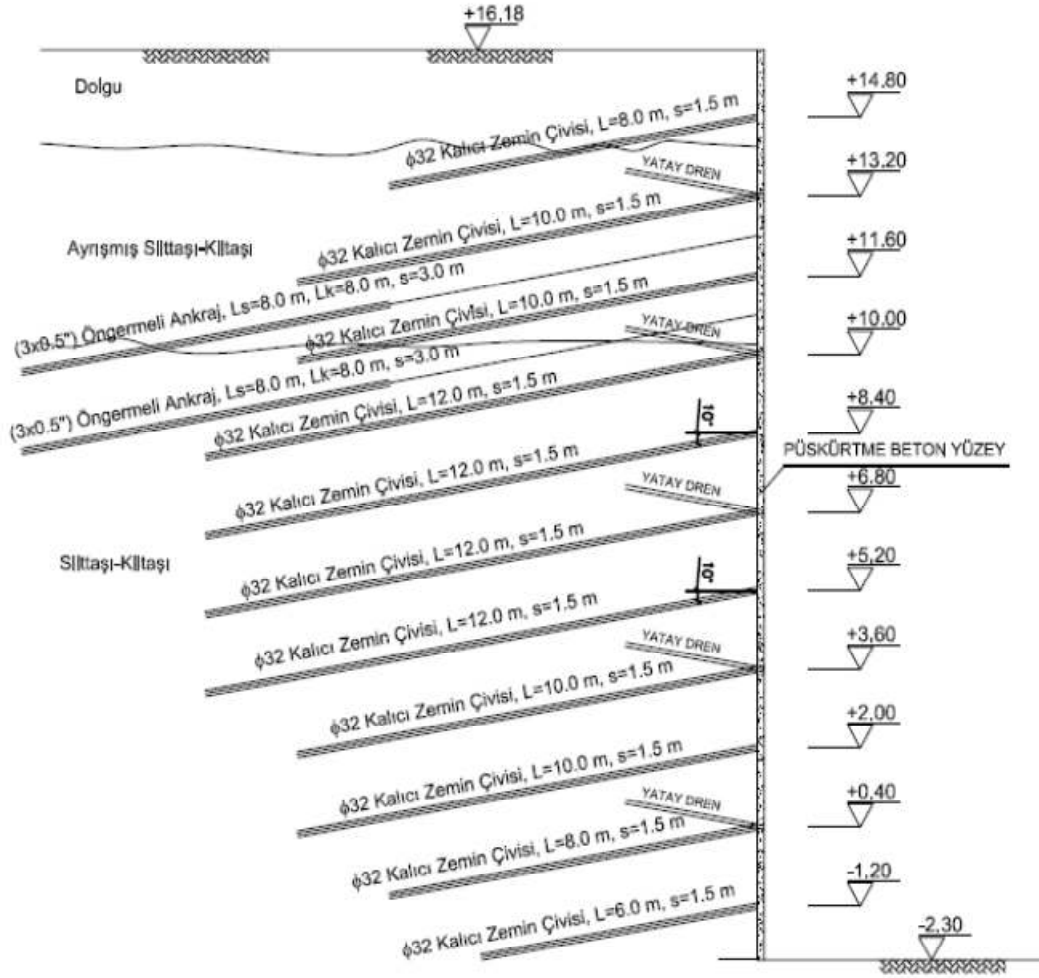 +16,18
Dolgu
+14,80
ϕ32 Kalıcı Zemin Çivisi, L=8.0 m, s=1.5 m
YATAY DREN
+13,20
ϕ32 Kalıcı Zemin Çivisi, L=10.0 m, s=1.5 m
Ayrışmış Silttaşı-Kiltaşı
+11.60
(3x0.5") Öngermeli Ankraj, Ls=8.0 m, Lk=8.0 m, s=3.0 m
ϕ32 Kalıcı Zemin Çivisi, L=10.0 m, s=1.5 m
YATAY DREN
+10.00
(3x0.5") Öngermeli Ankraj, Ls=8.0 m, Lk=8.0 m, s=3.0 m
ϕ32 Kalıcı Zemin Çivisi, L=12.0 m, s=1.5 m
+8,40
10°
PÜSKÜRTME BETON YÜZEY
ϕ32 Kalıcı Zemin Çivisi, L=12.0 m, s=1.5 m
YATAY DREN
+6.80
ϕ32 Kalıcı Zemin Çivisi, L=12.0 m, s=1.5 m
Silttaşı-Kiltaşı
+5,20
10°
ϕ32 Kalıcı Zemin Çivisi, L=12.0 m, s=1.5 m
YATAY DREN
+3,60
ϕ32 Kalıcı Zemin Çivisi, L=10.0 m, s=1.5 m
+2,00
ϕ32 Kalıcı Zemin Çivisi, L=10.0 m, s=1.5 m
YATAY DREN
+0,40
ϕ32 Kalıcı Zemin Çivisi, L=8.0 m, s=1.5 m
-1,20
ϕ32 Kalıcı Zemin Çivisi, L=6.0 m, s=1.5 m
-2,30